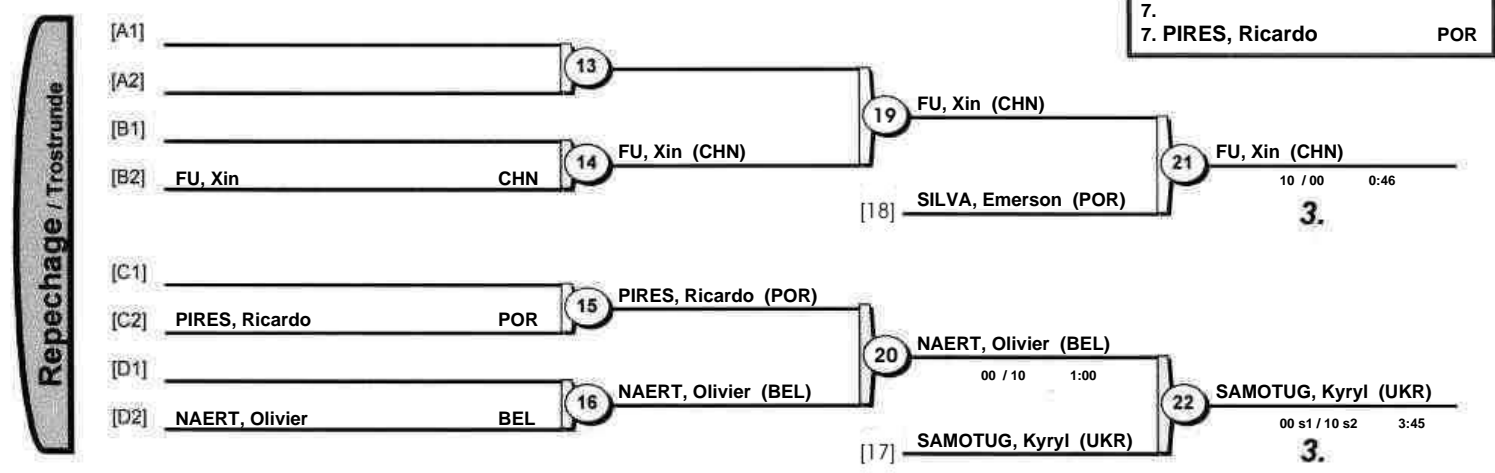 7.
7. PIRES, Ricardo POR
Repechage / Trostrunde
[A1]
13
[A2]
[B1]
19 FU, Xin (CHN)
14 FU, Xin (CHN)
[B2] FU, Xin CHN
21 FU, Xin (CHN)
10 / 00 0:46
[18] SILVA, Emerson (POR)
3.
[C1]
15 PIRES, Ricardo (POR)
[C2] PIRES, Ricardo POR
20 NAERT, Olivier (BEL)
00 / 10 1:00
[D1]
16 NAERT, Olivier (BEL)
[D2] NAERT, Olivier BEL
22 SAMOTUG, Kyryl (UKR)
00 s1 / 10 s2 3:45
[17] SAMOTUG, Kyryl (UKR)
3.